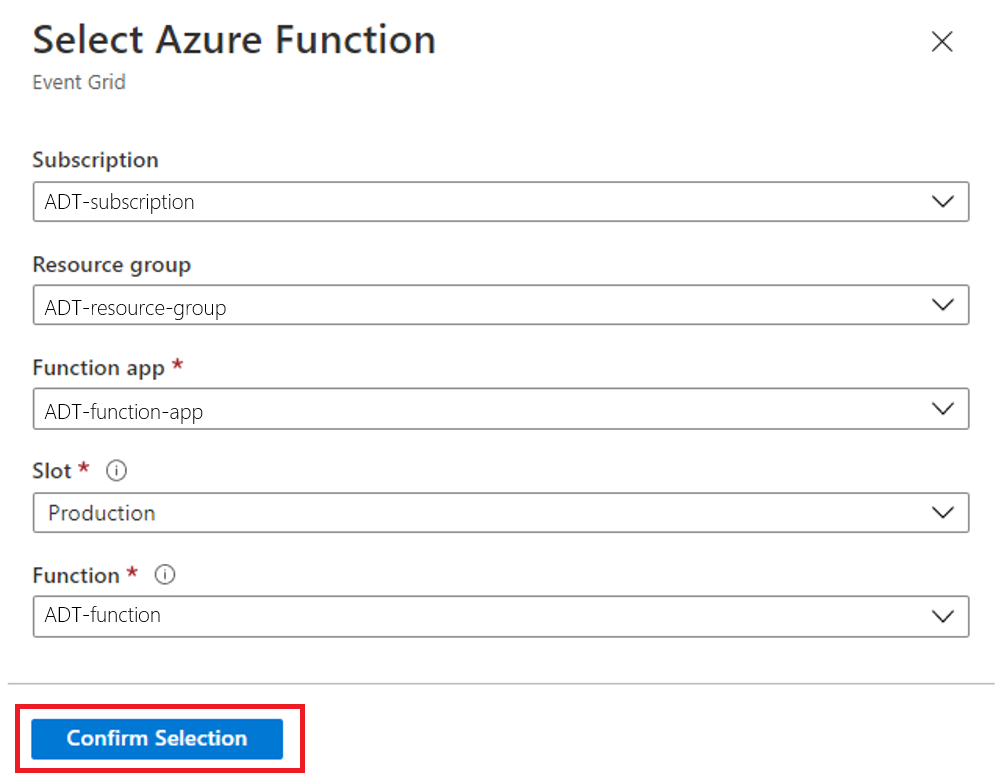 Select Azure Function
Event Grid
Subscription
ADT-subscription
Resource group
ADT-resource-group
Function app *
ADT-function-app
Slot *
Production
Function *
ADT-function
Confirm Selection